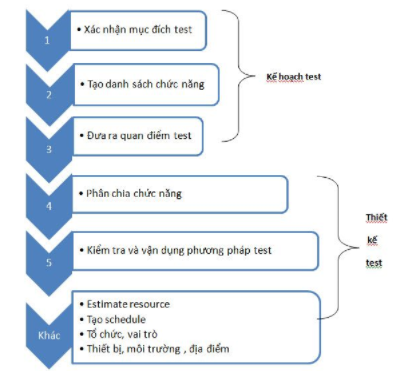 1
• Xác nhận mục đích test
2
• Tạo danh sách chức năng
3
• Đưa ra quan điểm test
Kế hoạch test
4
• Phân chia chức năng
5
• Kiểm tra và vận dụng phương pháp test
Khác
• Estimate resource
• Tạo schedule
• Tổ chức, vai trò
• Thiết bị, môi trường , địa điểm
Thiết
kế
test